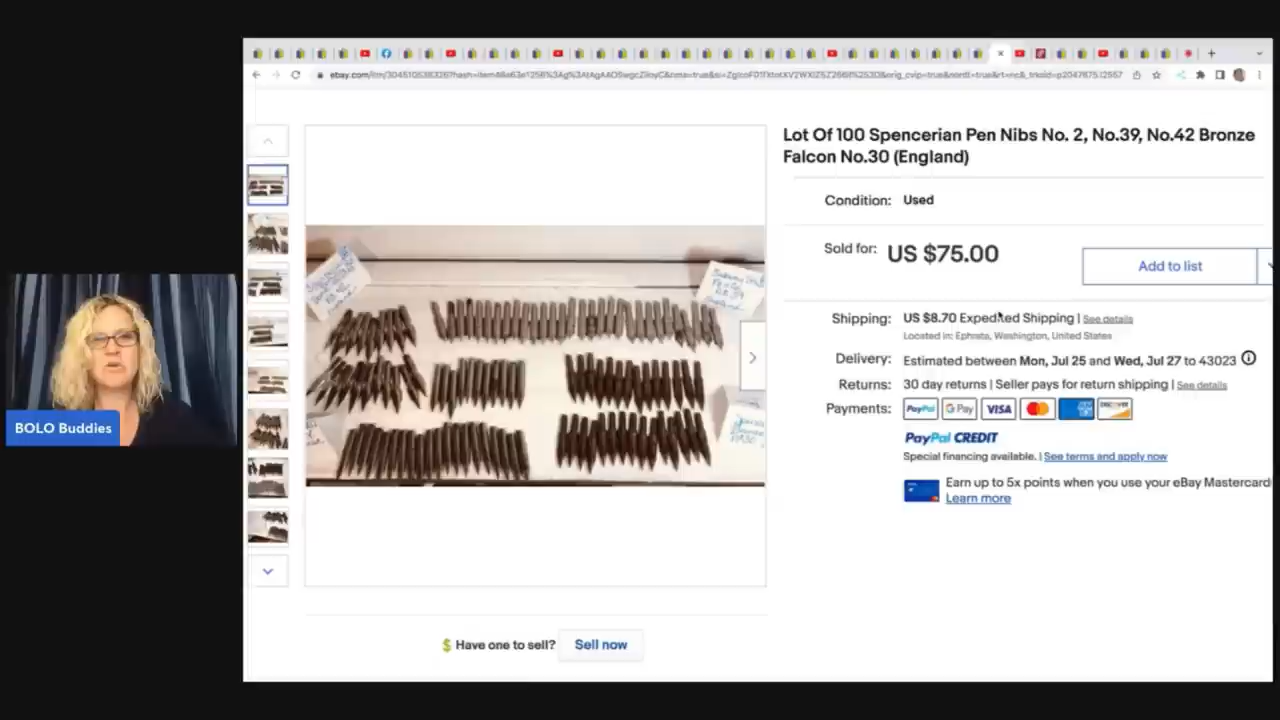 Lot Of 100 Spencerian Pen Nibs No. 2, No.39, No.42 Bronze
Falcon No.30 (England)
Condition: Used
Sold for: US $75.00
Add to list
Shipping: US $8.70 Expedited Shipping | See details
Located in: Ephrata, Washington, United States
Delivery: Estimated between Mon, Jul 25 and Wed, Jul 27 to 43023
Returns: 30 day returns | Seller pays for return shipping | See details
Payments: PayPal G Pay VISA MasterCard DISCOVER
PayPal CREDIT
Special financing available. | See terms and apply now
Earn up to 5x points when you use your eBay Mastercard
Learn more
BOLO Buddies
$ Have one to sell? Sell now